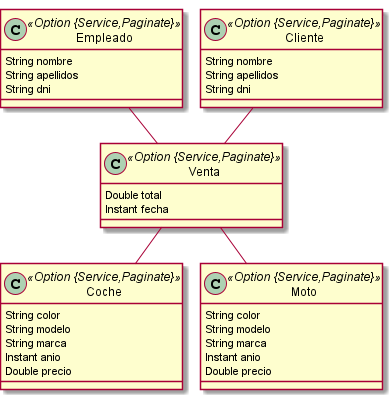 C «Option {Service,Paginate}»
Empleado
String nombre
String apellidos
String dni
C «Option {Service,Paginate}»
Cliente
String nombre
String apellidos
String dni
C «Option {Service,Paginate}»
Venta
Double total
Instant fecha
C «Option {Service,Paginate}»
Coche
String color
String modelo
String marca
Instant anio
Double precio
C «Option {Service,Paginate}»
Moto
String color
String modelo
String marca
Instant anio
Double precio